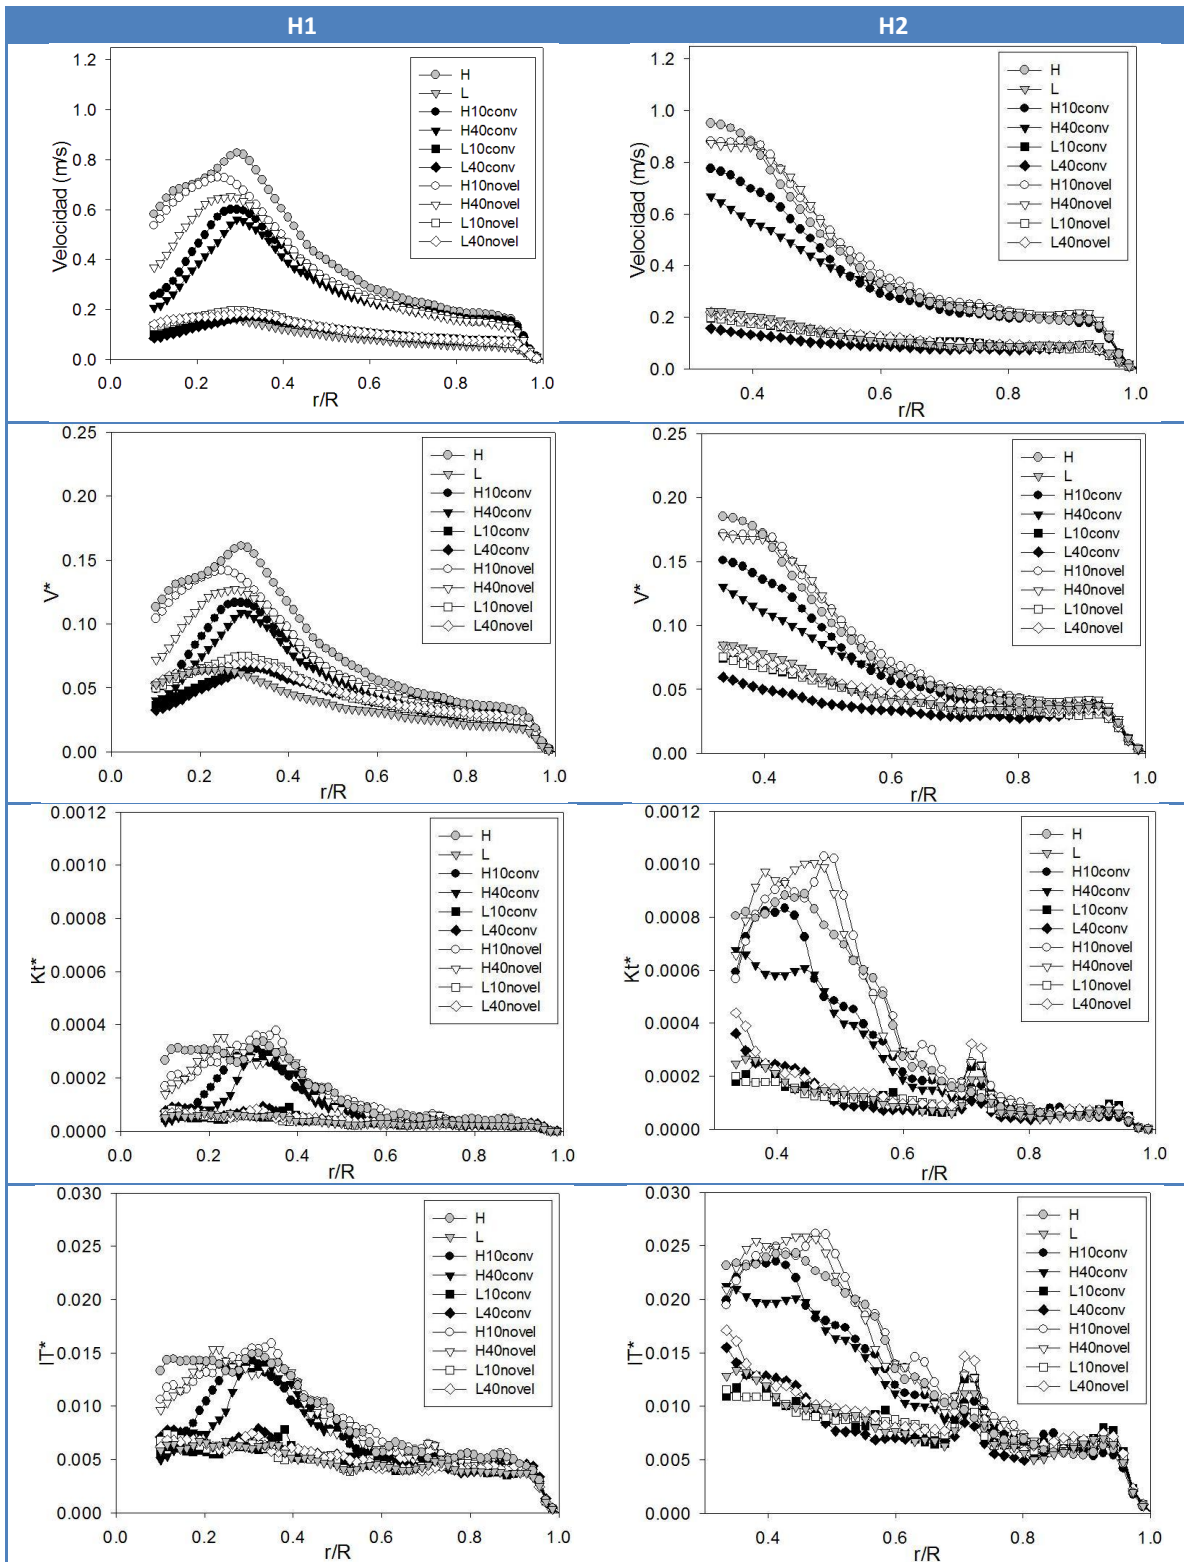 H1
H2
Velocidad (m/s)
1.2
1.0
0.8
0.6
0.4
0.2
0.0
0.0 0.2 0.4 0.6 0.8 1.0
r/R
H
L
H10conv
H40conv
L10conv
L40conv
H10novel
H40novel
L10novel
L40novel
Velocidad (m/s)
1.2
1.0
0.8
0.6
0.4
0.2
0.0
0.4 0.6 0.8 1.0
r/R
H
L
H10conv
H40conv
L10conv
L40conv
H10novel
H40novel
L10novel
L40novel
V*
0.25
0.20
0.15
0.10
0.05
0.00
0.0 0.2 0.4 0.6 0.8 1.0
r/R
H
L
H10conv
H40conv
L10conv
L40conv
H10novel
H40novel
L10novel
L40novel
V*
0.25
0.20
0.15
0.10
0.05
0.00
0.4 0.6 0.8 1.0
r/R
H
L
H10conv
H40conv
L10conv
L40conv
H10novel
H40novel
L10novel
L40novel
Kt*
0.0012
0.0010
0.0008
0.0006
0.0004
0.0002
0.0000
0.0 0.2 0.4 0.6 0.8 1.0
r/R
H
L
H10conv
H40conv
L10conv
L40conv
H10novel
H40novel
L10novel
L40novel
Kt*
0.0012
0.0010
0.0008
0.0006
0.0004
0.0002
0.0000
0.4 0.6 0.8 1.0
r/R
H
L
H10conv
H40conv
L10conv
L40conv
H10novel
H40novel
L10novel
L40novel
IT*
0.030
0.025
0.020
0.015
0.010
0.005
0.000
0.0 0.2 0.4 0.6 0.8 1.0
r/R
H
L
H10conv
H40conv
L10conv
L40conv
H10novel
H40novel
L10novel
L40novel
IT*
0.030
0.025
0.020
0.015
0.010
0.005
0.000
0.4 0.6 0.8 1.0
r/R
H
L
H10conv
H40conv
L10conv
L40conv
H10novel
H40novel
L10novel
L40novel